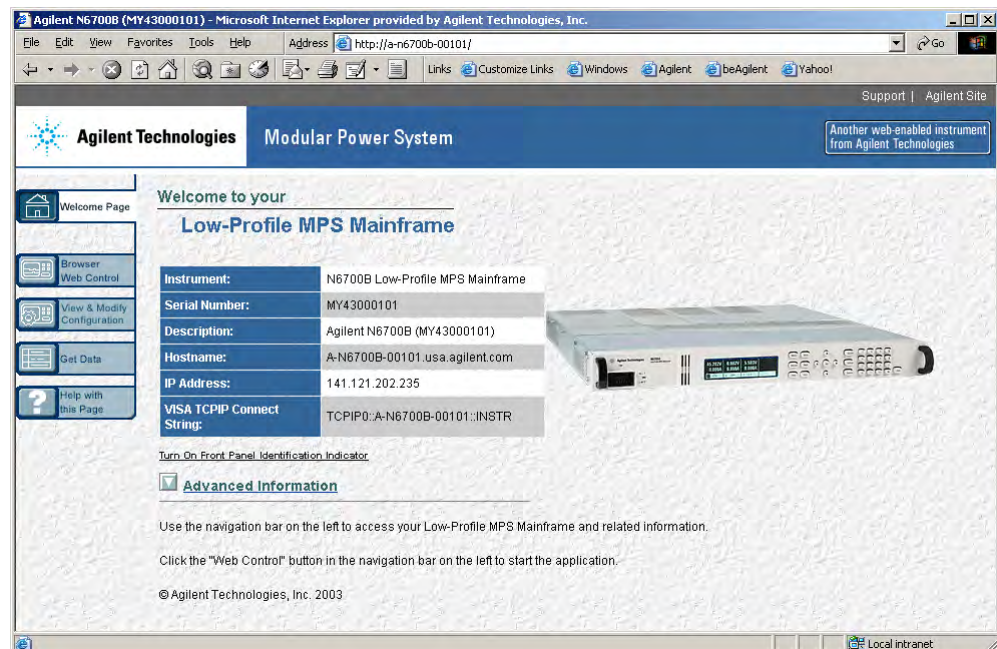 Agilent N6700B (MY43000101) - Microsoft Internet Explorer provided by Agilent Technologies, Inc.
File Edit View Favorites Tools Help Address http://a-n6700b-00101/ Go
Links Customize Links Windows Agilent beAgilent Yahoo!
Support | Agilent Site
Agilent Technologies Modular Power System
Another web-enabled instrument
from Agilent Technologies
Welcome Page
Browser
Web Control
View & Modify
Configuration
Get Data
Help with
this Page
Welcome to your
Low-Profile MPS Mainframe
Instrument: N6700B Low-Profile MPS Mainframe
Serial Number: MY43000101
Description: Agilent N6700B (MY43000101)
Hostname: A-N6700B-00101.usa.agilent.com
IP Address: 141.121.202.235
VISA TCPIP Connect
String: TCPIP0::A-N6700B-00101::INSTR
Turn On Front Panel Identification Indicator
Advanced Information
Use the navigation bar on the left to access your Low-Profile MPS Mainframe and related information.
Click the "Web Control" button in the navigation bar on the left to start the application.
© Agilent Technologies, Inc. 2003
Local intranet